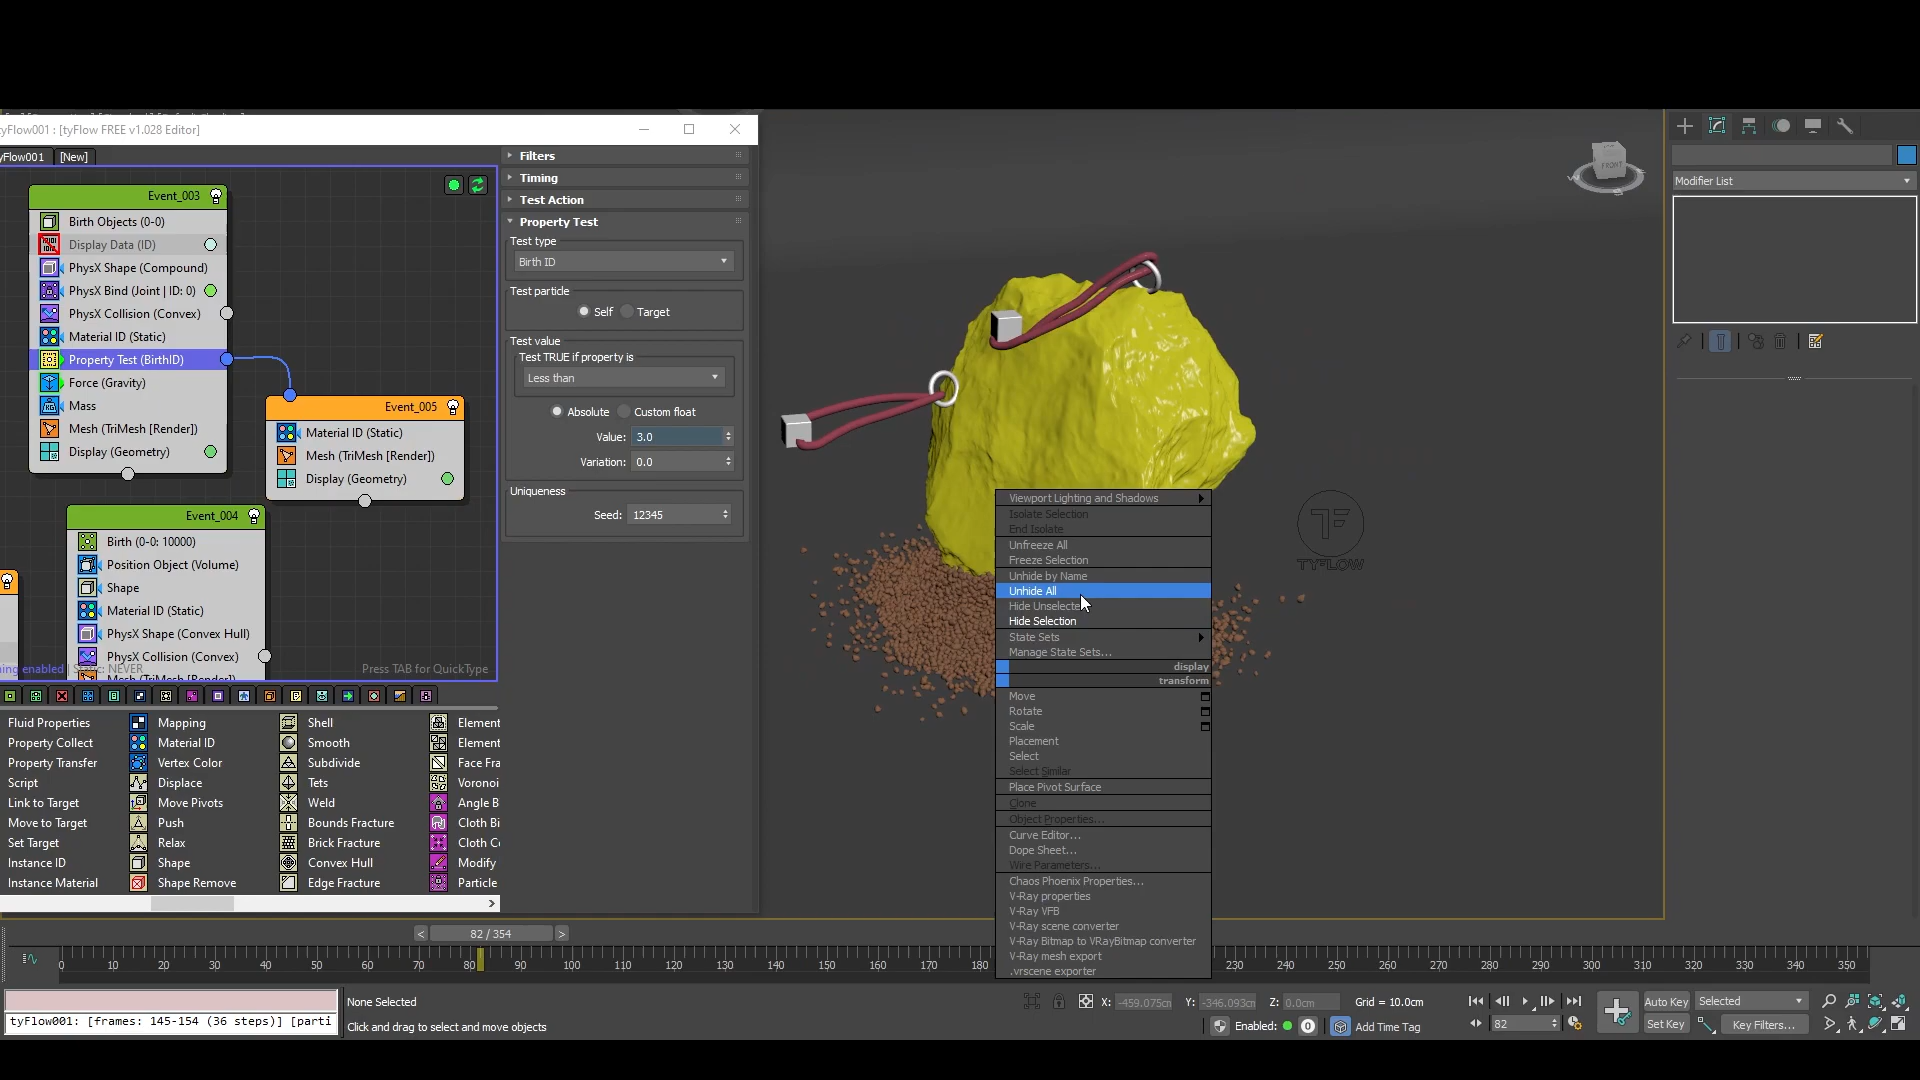 yFlow001 : [tyFlow FREE v1.028 Editor]
yFlow001
[New]
Event_003
Birth Objects (0-0)
Display Data (ID)
PhysX Shape (Compound)
PhysX Bind (Joint | ID: 0)
PhysX Collision (Convex)
Material ID (Static)
Property Test (BirthID)
Force (Gravity)
Mass
Mesh (TriMesh [Render])
Display (Geometry)
Event_005
Material ID (Static)
Mesh (TriMesh [Render])
Display (Geometry)
Event_004
Birth (0-0: 10000)
Position Object (Volume)
Shape
Material ID (Static)
PhysX Shape (Convex Hull)
PhysX Collision (Convex)
Mesh (TriMesh [Render])
ing enabled | Static: NEVER
Press TAB for QuickType
Filters
Timing
Test Action
Property Test
Test type
Birth ID
Test particle
Self
Target
Test value
Test TRUE if property is
Less than
Absolute
Custom float
Value: 3.0
Variation: 0.0
Uniqueness
Seed: 12345
Fluid Properties
Mapping
Shell
Element
Property Collect
Material ID
Smooth
Element
Property Transfer
Vertex Color
Subdivide
Face Fra
Script
Displace
Tets
Voronoi
Link to Target
Move Pivots
Weld
Angle B
Move to Target
Push
Bounds Fracture
Cloth Bi
Set Target
Relax
Brick Fracture
Cloth Co
Instance ID
Shape
Convex Hull
Modify
Instance Material
Shape Remove
Edge Fracture
Particle
FRONT
TYFLOW
Modifier List
Viewport Lighting and Shadows
Isolate Selection
End Isolate
Unfreeze All
Freeze Selection
Unhide by Name
Unhide All
Hide Unselecte
Hide Selection
State Sets
Manage State Sets...
display
transform
Move
Rotate
Scale
Placement
Select
Select Similar
Place Pivot Surface
Clone
Object Properties...
Curve Editor...
Dope Sheet...
Wire Parameters...
Chaos Phoenix Properties...
V-Ray properties
V-Ray VFB
V-Ray scene converter
V-Ray Bitmap to VRayBitmap converter
V-Ray mesh export
.vrscene exporter
< 82 / 354 >
0 10 20 30 40 50 60 70 80 90 100 110 120 130 140 150 160 170 180 230 240 250 260 270 280 290 300 310 320 330 340 350
tyFlow001: [frames: 145-154 (36 steps)] [parti
None Selected
Click and drag to select and move objects
X: -459.075cm
Y: -346.093cm
Z: 0.0cm
Grid = 10.0cm
Enabled:
0
Add Time Tag
82
Auto Key
Selected
Set Key
Key Filters...